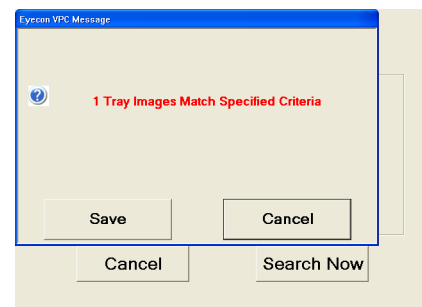 Eyecon VPC Message
1 Tray Images Match Specified Criteria
Save Cancel
Cancel Search Now